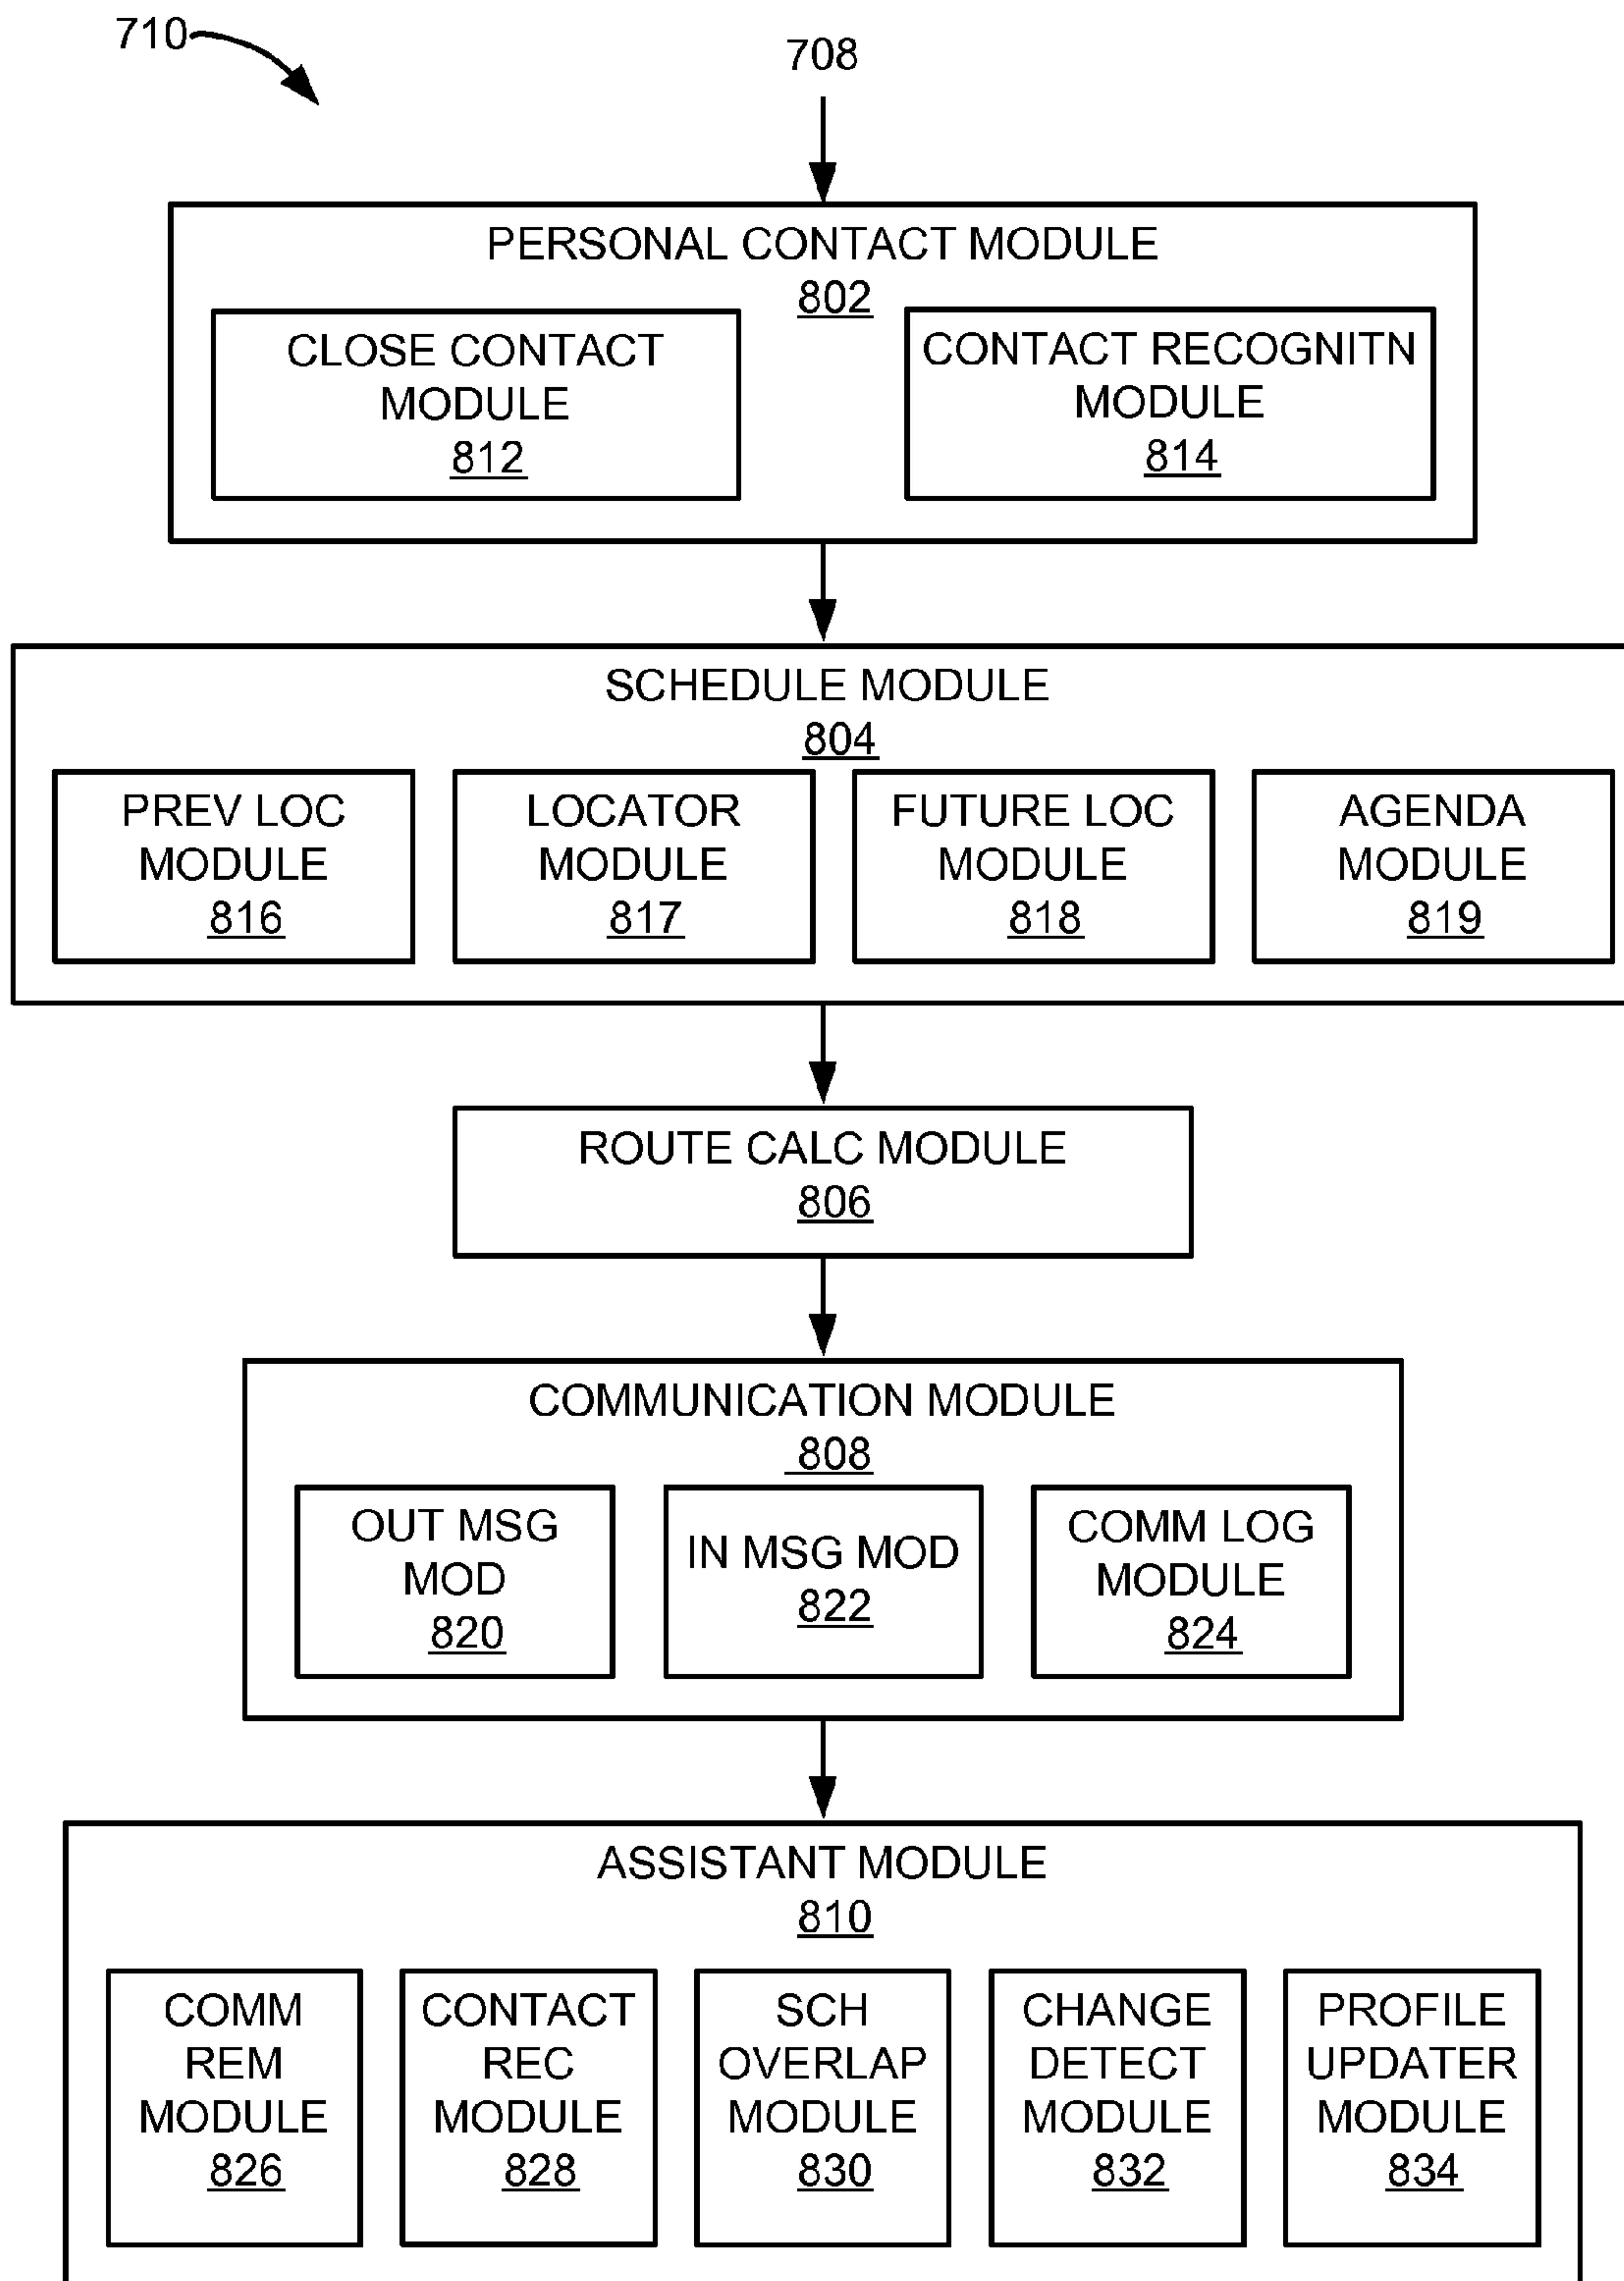 710
708
PERSONAL CONTACT MODULE
802
CLOSE CONTACT
MODULE
812
CONTACT RECOGNITN
MODULE
814
SCHEDULE MODULE
804
PREV LOC
MODULE
816
LOCATOR
MODULE
817
FUTURE LOC
MODULE
818
AGENDA
MODULE
819
ROUTE CALC MODULE
806
COMMUNICATION MODULE
808
OUT MSG
MOD
820
IN MSG MOD
822
COMM LOG
MODULE
824
ASSISTANT MODULE
810
COMM
REM
MODULE
826
CONTACT
REC
MODULE
828
SCH
OVERLAP
MODULE
830
CHANGE
DETECT
MODULE
832
PROFILE
UPDATER
MODULE
834